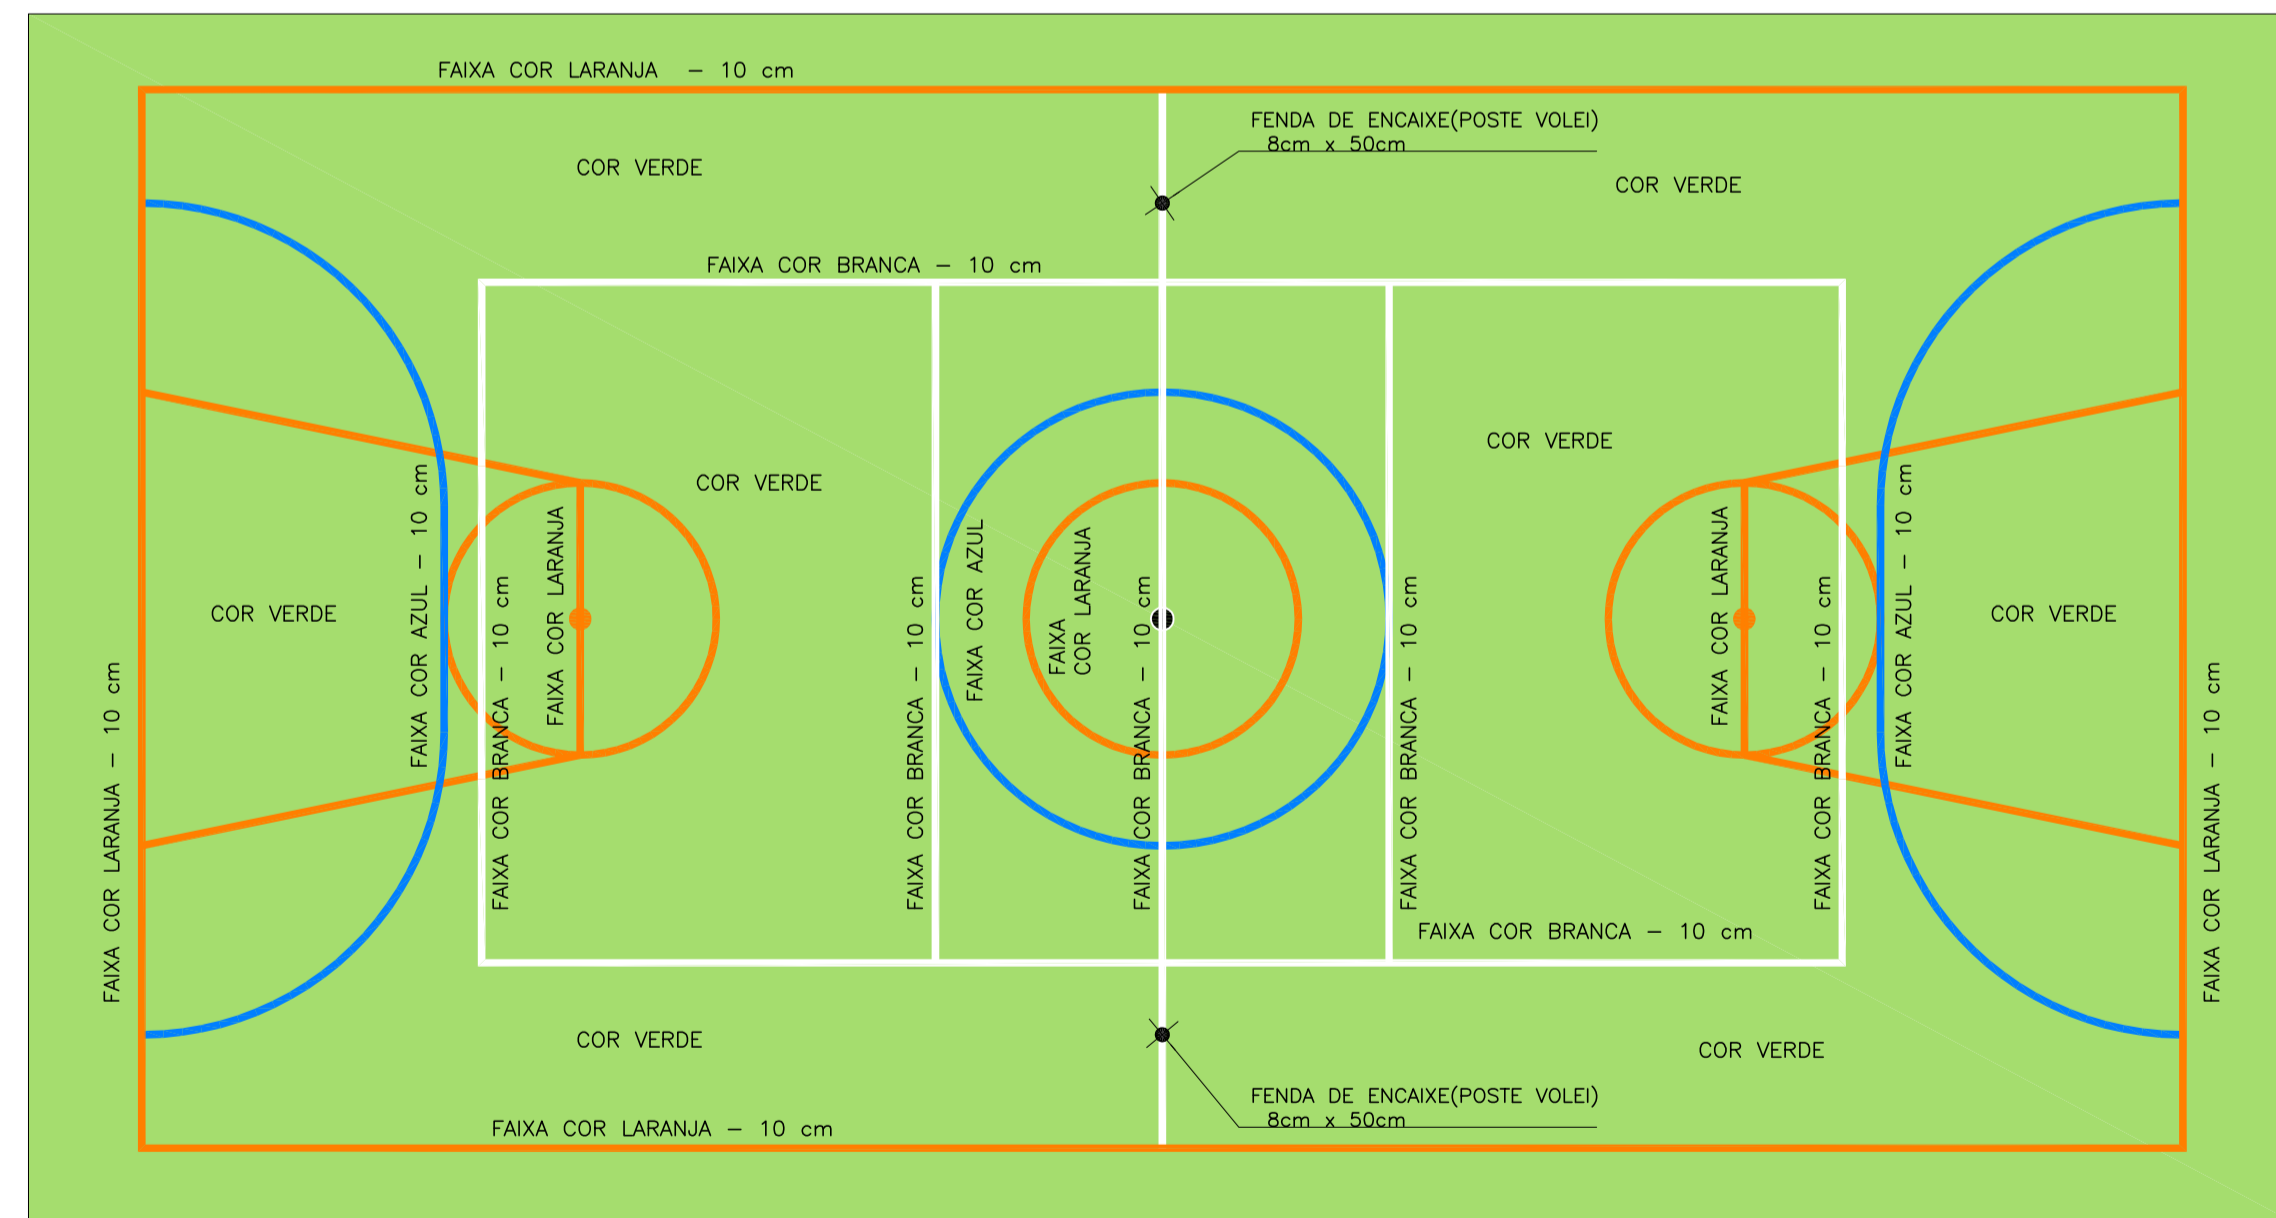 FAIXA COR LARANJA - 10 cm
FENDA DE ENCAIXE(POSTE VOLEI)
8cm x 50cm
COR VERDE
COR VERDE
FAIXA COR BRANCA - 10 cm
COR VERDE
COR VERDE
COR VERDE
COR VERDE
FAIXA COR LARANJA - 10 cm
FAIXA COR AZUL - 10 cm
FAIXA COR BRANCA - 10 cm
FAIXA COR LARANJA
FAIXA COR BRANCA - 10 cm
FAIXA COR AZUL
FAIXA
COR LARANJA
FAIXA COR BRANCA - 10 cm
FAIXA COR BRANCA - 10 cm
FAIXA COR LARANJA
FAIXA COR BRANCA - 10 cm
FAIXA COR AZUL - 10 cm
FAIXA COR LARANJA - 10 cm
FAIXA COR BRANCA - 10 cm
COR VERDE
COR VERDE
FENDA DE ENCAIXE(POSTE VOLEI)
8cm x 50cm
FAIXA COR LARANJA - 10 cm